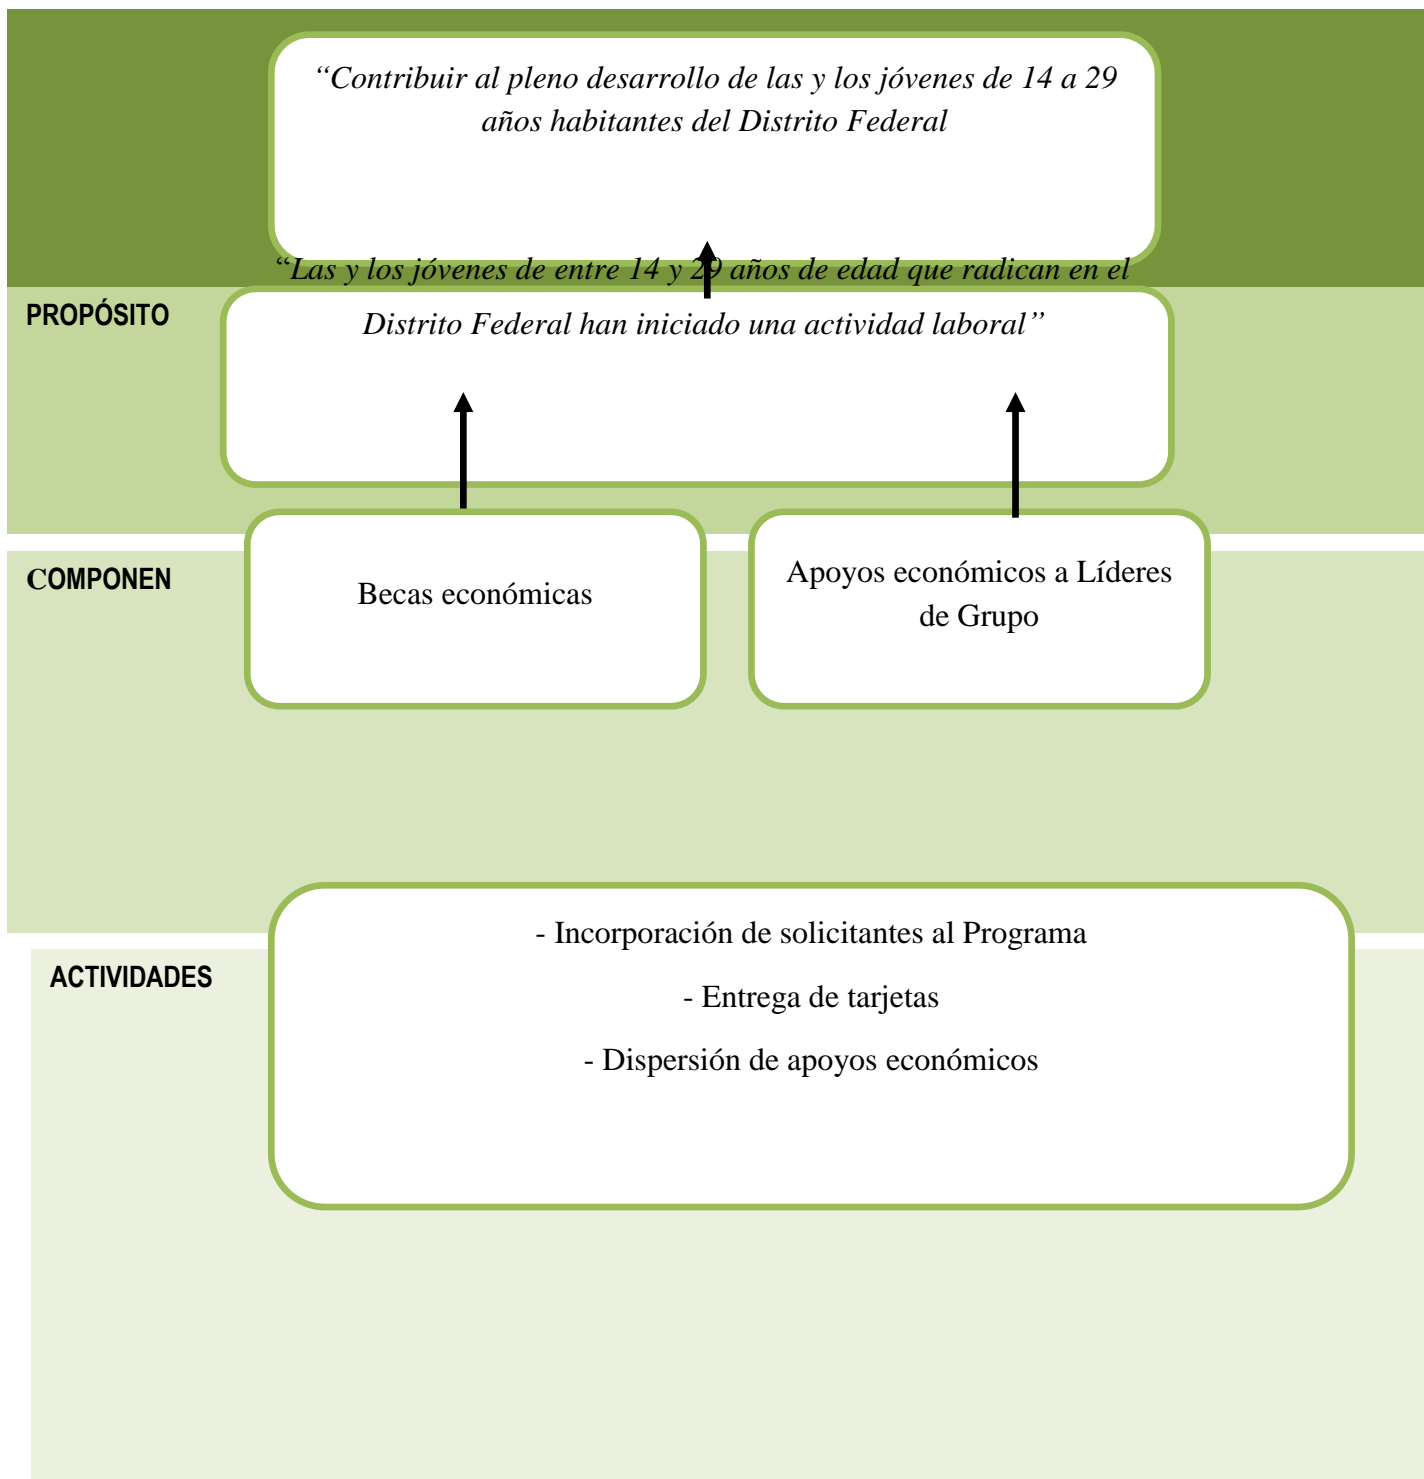 “Contribuir al pleno desarrollo de las y los jóvenes de 14 a 29
años habitantes del Distrito Federal
“Las y los jóvenes de entre 14 y 29 años de edad que radican en el
PROPÓSITO
Distrito Federal han iniciado una actividad laboral”
COMPONEN
Becas económicas
Apoyos económicos a Líderes
de Grupo
- Incorporación de solicitantes al Programa
ACTIVIDADES
- Entrega de tarjetas
- Dispersión de apoyos económicos